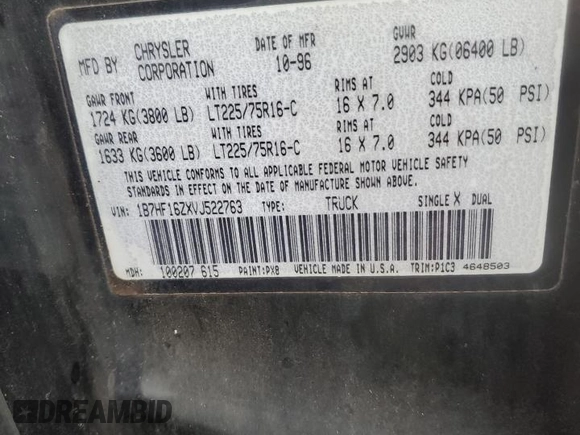 MFD BY CHRYSLER CORPORATION DATE OF MFR 10-96 GVWR 2903 KG(06400 LB)
GAWR FRONT WITH TIRES RIMS AT COLD
1724 KG(3800 LB) LT225/75R16-C 16 X 7.0 344 KPA(50 PSI)
GAWR REAR WITH TIRES RIMS AT COLD
1633 KG(3600 LB) LT225/75R16-C 16 X 7.0 344 KPA(50 PSI)
THIS VEHICLE CONFORMS TO ALL APPLICABLE FEDERAL MOTOR VEHICLE SAFETY
STANDARDS IN EFFECT ON THE DATE OF MANUFACTURE SHOWN ABOVE
VIN: 1B7HF16ZXVJ522763 TYPE: TRUCK SINGLE X DUAL
MDH: 100207 615 PAINT:PX8 VEHICLE MADE IN U.S.A. TRIM:P1C3 4648503
DREAMBID